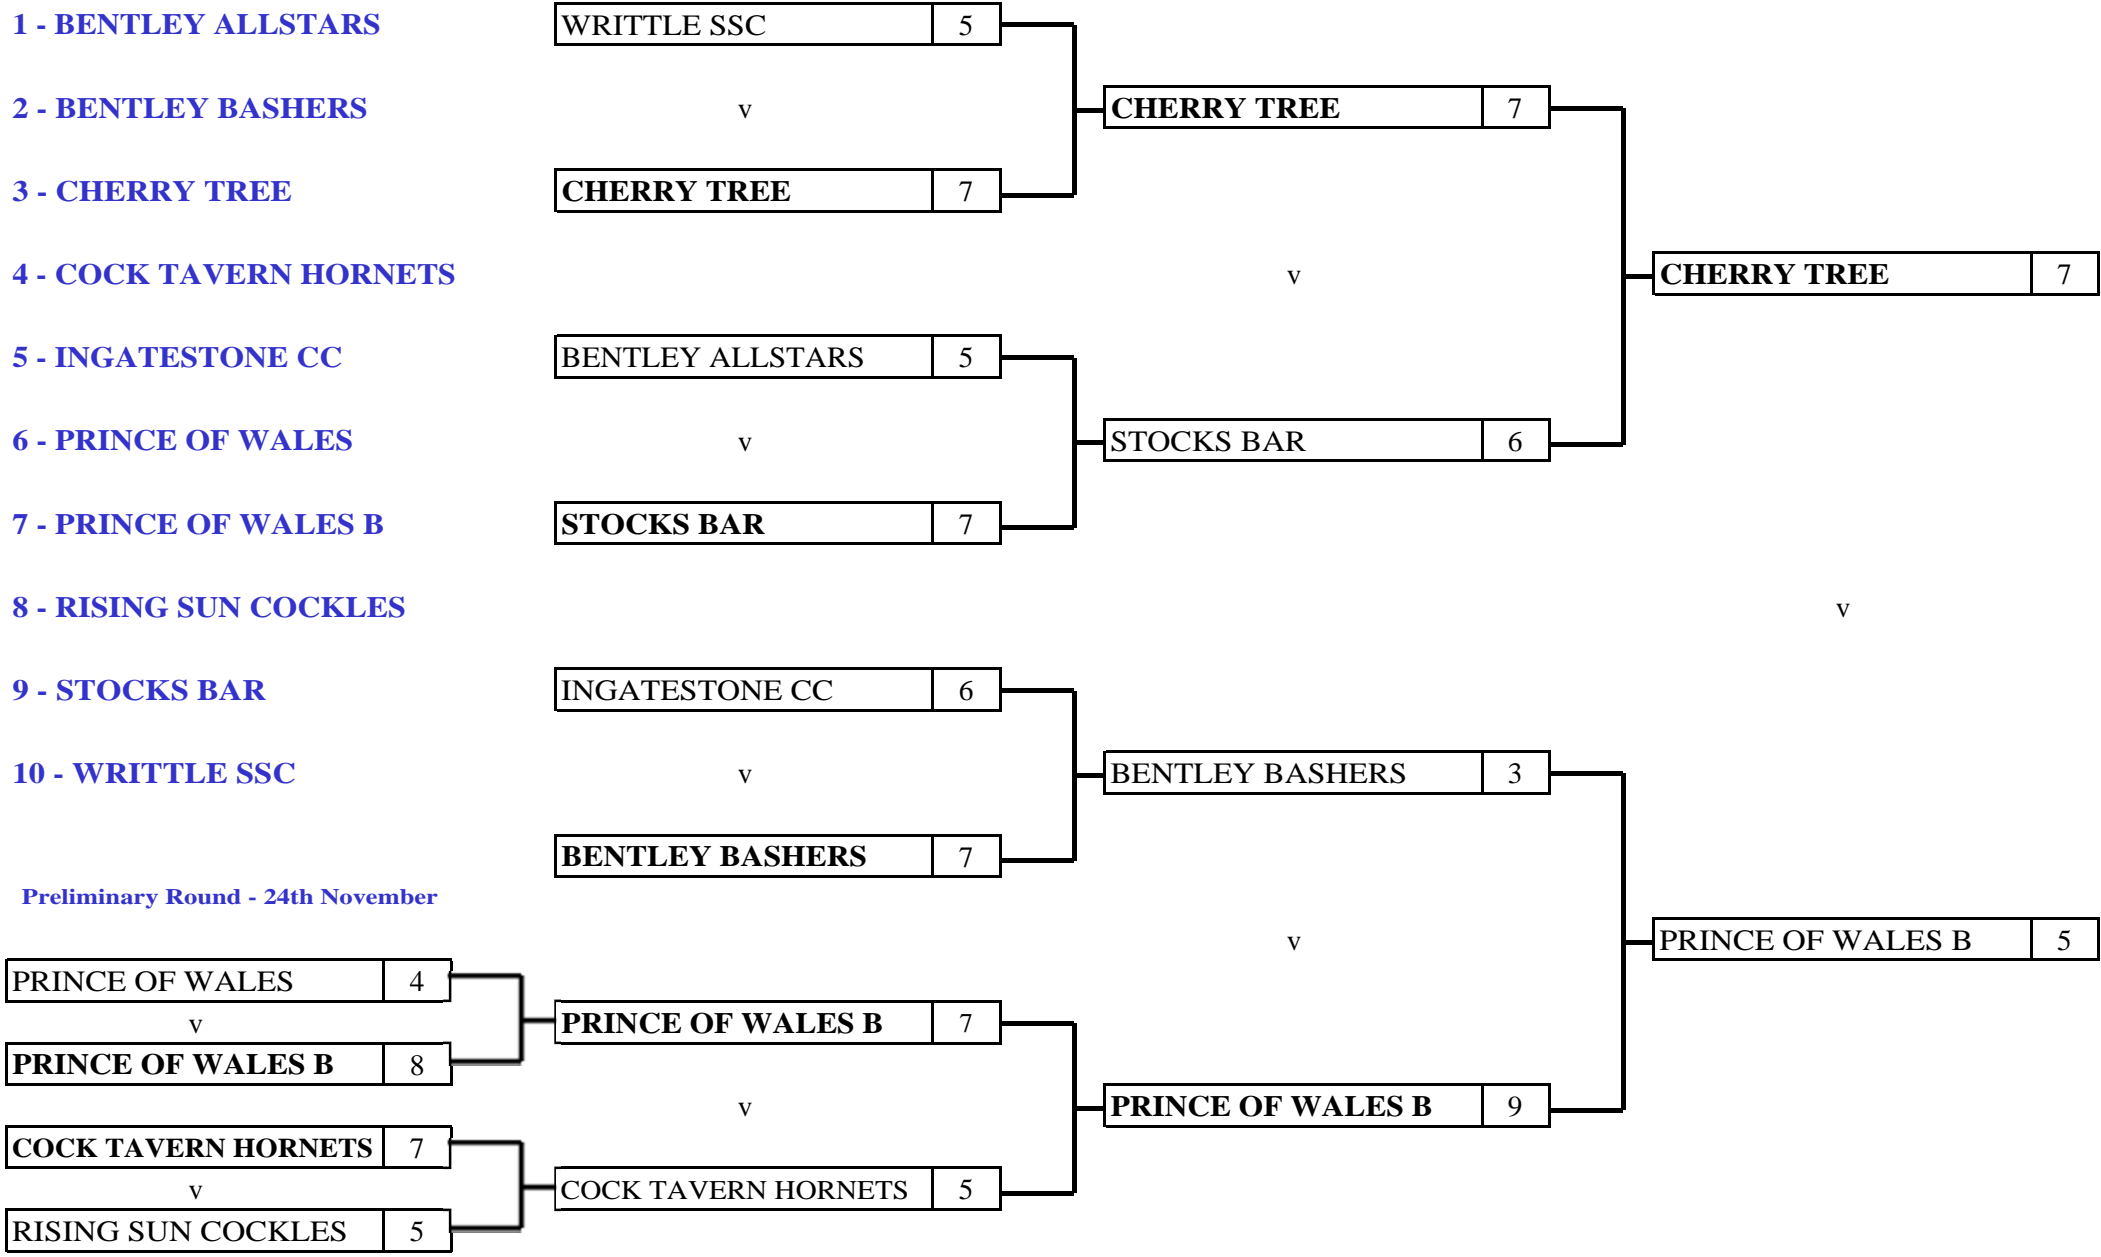 1 - BENTLEY ALLSTARS
2 - BENTLEY BASHERS
3 - CHERRY TREE
4 - COCK TAVERN HORNETS
5 - INGATESTONE CC
6 - PRINCE OF WALES
7 - PRINCE OF WALES B
8 - RISING SUN COCKLES
9 - STOCKS BAR
10 - WRITTLE SSC
Preliminary Round - 24th November
PRINCE OF WALES 4
v
PRINCE OF WALES B 8
COCK TAVERN HORNETS 7
v
RISING SUN COCKLES 5
WRITTLE SSC 5
v
CHERRY TREE 7
BENTLEY ALLSTARS 5
v
STOCKS BAR 7
INGATESTONE CC 6
v
BENTLEY BASHERS 7
PRINCE OF WALES B 7
v
COCK TAVERN HORNETS 5
CHERRY TREE 7
v
STOCKS BAR 6
BENTLEY BASHERS 3
v
PRINCE OF WALES B 9
CHERRY TREE 7
v
PRINCE OF WALES B 5